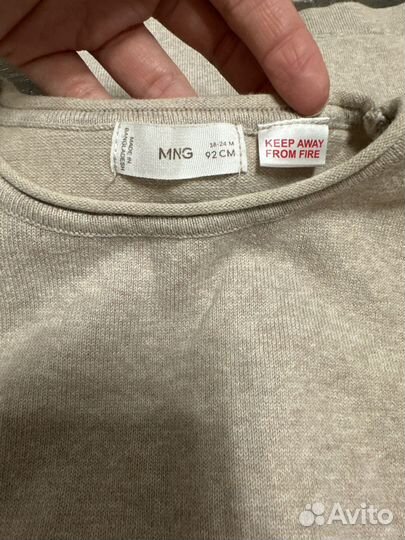 MADE IN
BANGLADESH
MNG
18-24 M
92 CM
KEEP AWAY
FROM FIRE
Avito